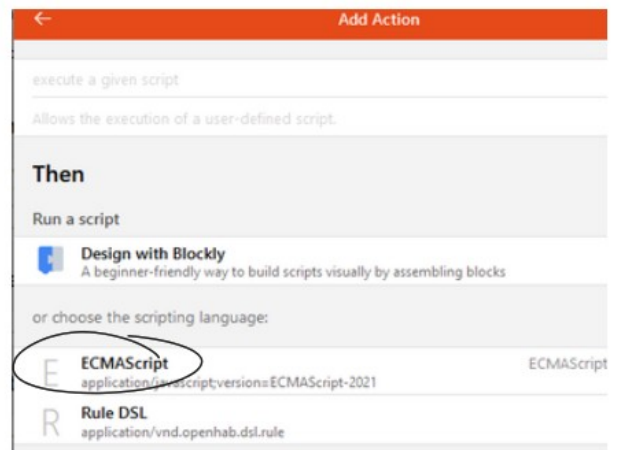 Add Action
execute a given script
Allows the execution of a user-defined script.
Then
Run a script
Design with Blockly
A beginner-friendly way to build scripts visually by assembling blocks
or choose the scripting language:
E ECMAScript ECMAScript
application/javascript;version=ECMAScript-2021
R Rule DSL
application/vnd.openhab.dsl.rule